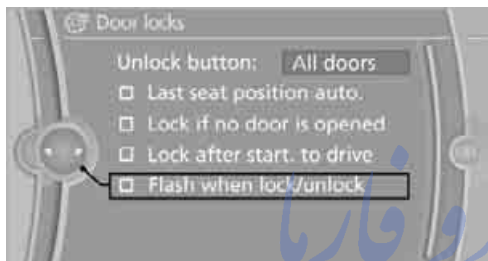 Door locks
Unlock button: All doors
Last seat position auto.
Lock if no door is opened
Lock after start. to drive
Flash when lock/unlock